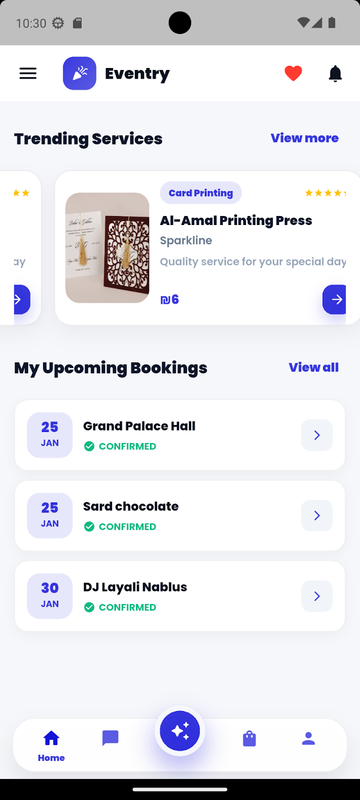 10:30
Eventry
Trending Services
View more
Card Printing
Al-Amal Printing Press
Sparkline
Quality service for your special day
ay
₪6
My Upcoming Bookings
View all
25
JAN
Grand Palace Hall
CONFIRMED
25
JAN
Sard chocolate
CONFIRMED
30
JAN
DJ Layali Nablus
CONFIRMED
Home